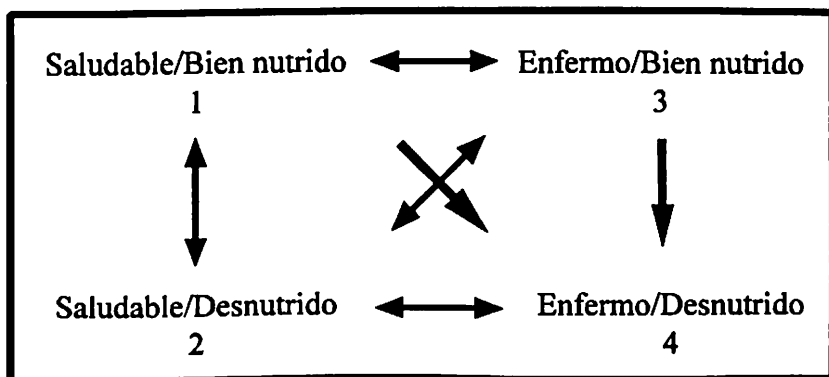 Saludable/Bien nutrido
1
Enfermo/Bien nutrido
3
Saludable/Desnutrido
2
Enfermo/Desnutrido
4